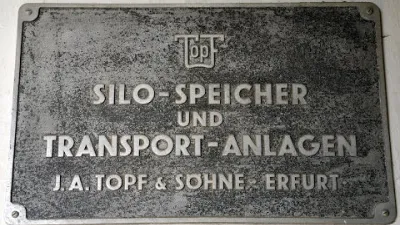 TOPF
SILO-SPEICHER
UND
TRANSPORT-ANLAGEN
J. A. TOPF & SÖHNE · ERFURT